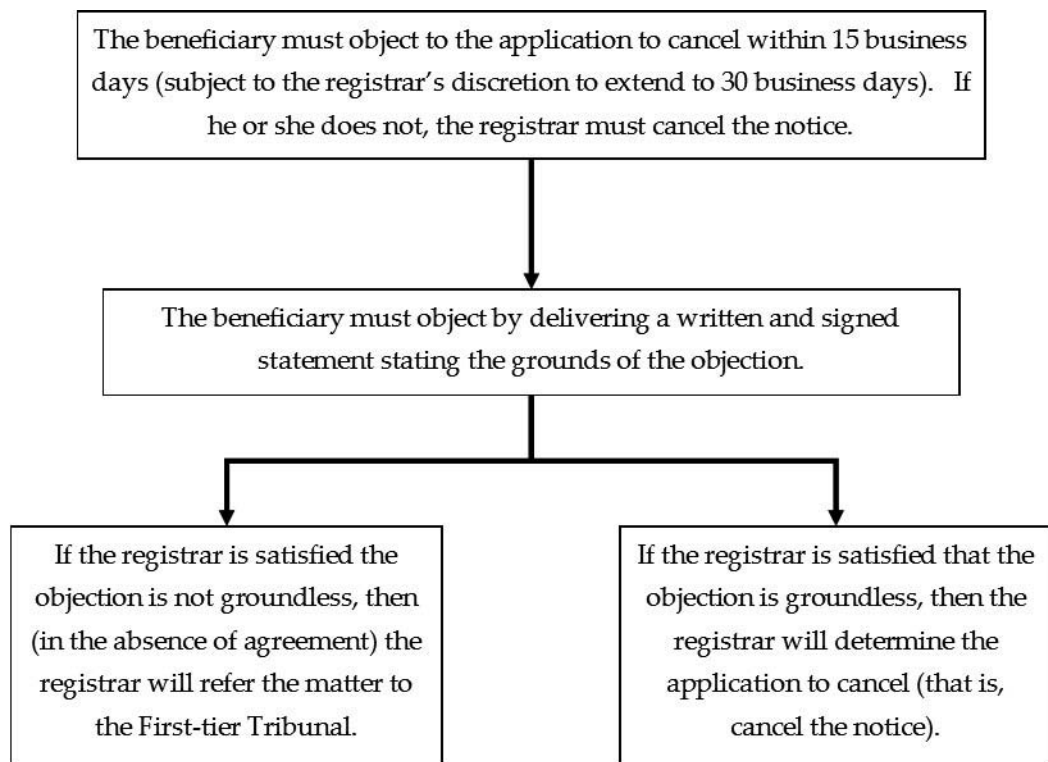 The beneficiary must object to the application to cancel within 15 business
days (subject to the registrar’s discretion to extend to 30 business days). If
he or she does not, the registrar must cancel the notice.
The beneficiary must object by delivering a written and signed
statement stating the grounds of the objection.
If the registrar is satisfied the
objection is not groundless, then
(in the absence of agreement) the
registrar will refer the matter to
the First-tier Tribunal.
If the registrar is satisfied that the
objection is groundless, then the
registrar will determine the
application to cancel (that is,
cancel the notice).